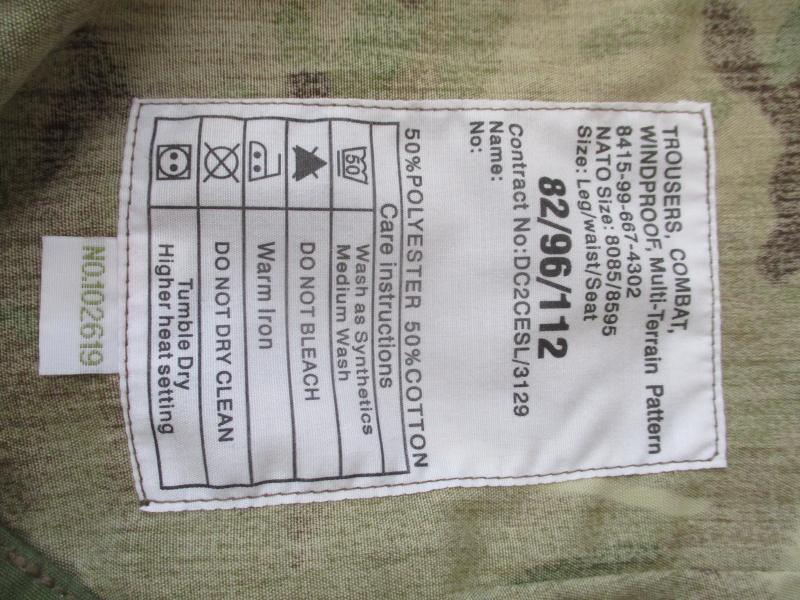 TROUSERS, COMBAT,
WINDPROOF, Multi-Terrain Pattern
8415-99-667-4302
NATO Size: 8085/8595
Size: Leg/waist/Seat
82/96/112
Contract No:DC2CESL/3129
Name:
No:
50%POLYESTER 50%COTTON
Care instructions
50
Wash as Synthetics
Medium Wash
DO NOT BLEACH
Warm Iron
DO NOT DRY CLEAN
Tumble Dry
Higher heat setting
NO.102619